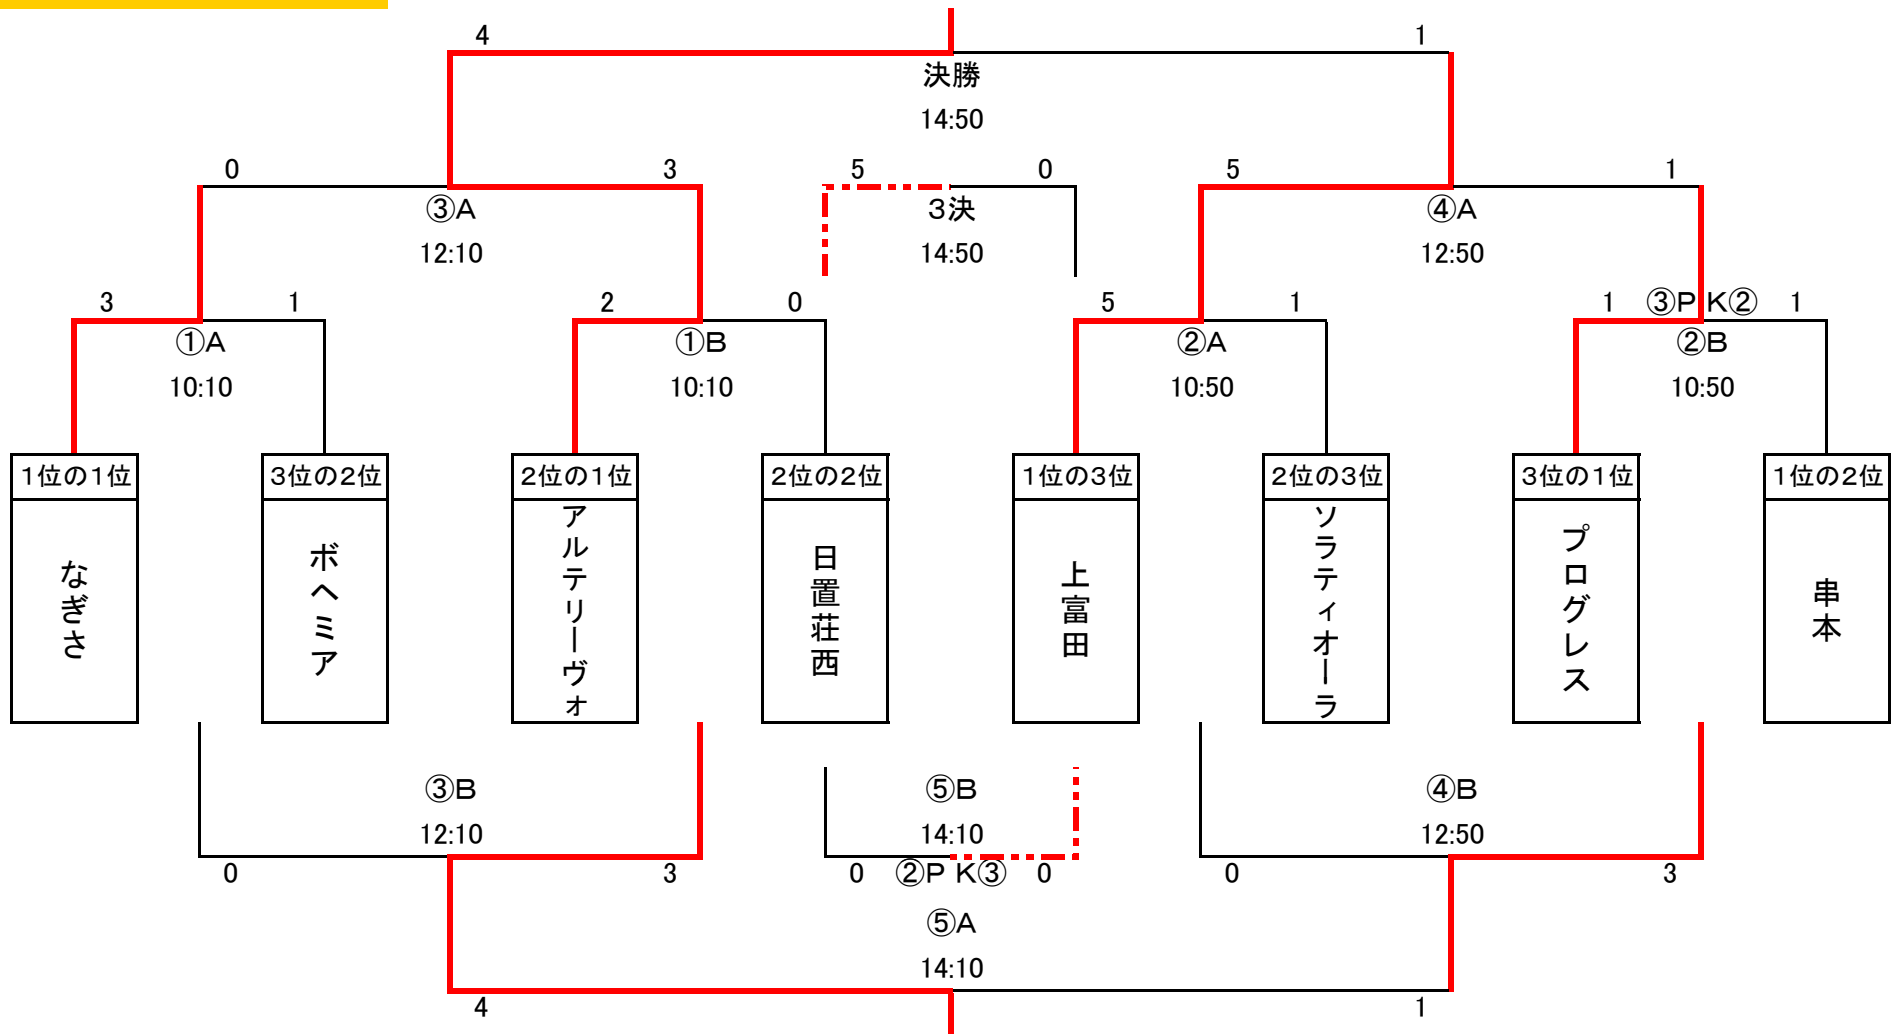 4 1
決勝
14:50
0 3 5 0 5 1
③A 3決 ④A
12:10 14:50 12:50
3 1 2 0 5 1 1 ③PK② 1
①A ①B ②A ②B
10:10 10:10 10:50 10:50
1位の1位 3位の2位 2位の1位 2位の2位 1位の3位 2位の3位 3位の1位 1位の2位
なぎさ
ボヘミア
アルテリーヴォ
日置荘西
上富田
ソラティオーラ
プログレス
串本
③B ⑤B ④B
12:10 14:10 12:50
0 3 0 ②PK③ 0 0 3
⑤A
14:10
4 1